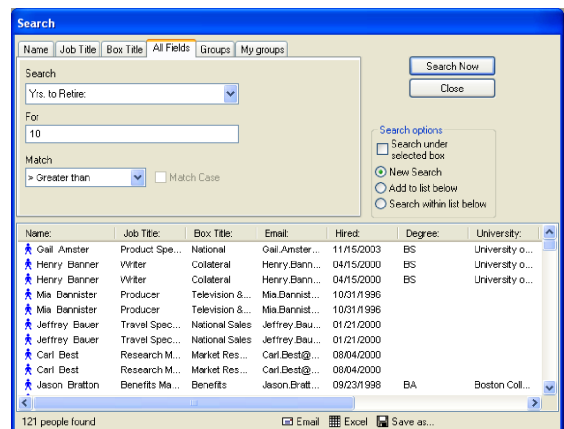 Search
Name Job Title Box Title All Fields Groups My groups
Search
Yrs. to Retire:
For
10
Match
> Greater than Match Case
Search Now
Close
Search options
Search under
selected box
New Search
Add to list below
Search within list below
Name: Job Title: Box Title: Email: Hired: Degree: University:
Gail Amster Product Spe... National Gail.Amster... 11/15/2003 BS University o...
Henry Banner Writer Collateral Henry.Bann... 04/15/2000 BS University o...
Henry Banner Writer Collateral Henry.Bann... 04/15/2000 BS University o...
Mia Bannister Producer Television &... Mia.Bannist... 10/31/1996
Mia Bannister Producer Television &... Mia.Bannist... 10/31/1996
Jeffrey Bauer Travel Spec... National Sales Jeffrey.Bau... 01/21/2000
Jeffrey Bauer Travel Spec... National Sales Jeffrey.Bau... 01/21/2000
Carl Best Research M... Market Res... Carl.Best@... 08/04/2000
Carl Best Research M... Market Res... Carl.Best@... 08/04/2000
Jason Bratton Benefits Ma... Benefits Jason.Bratt... 09/23/1998 BA Boston Coll...
121 people found Email Excel Save as...